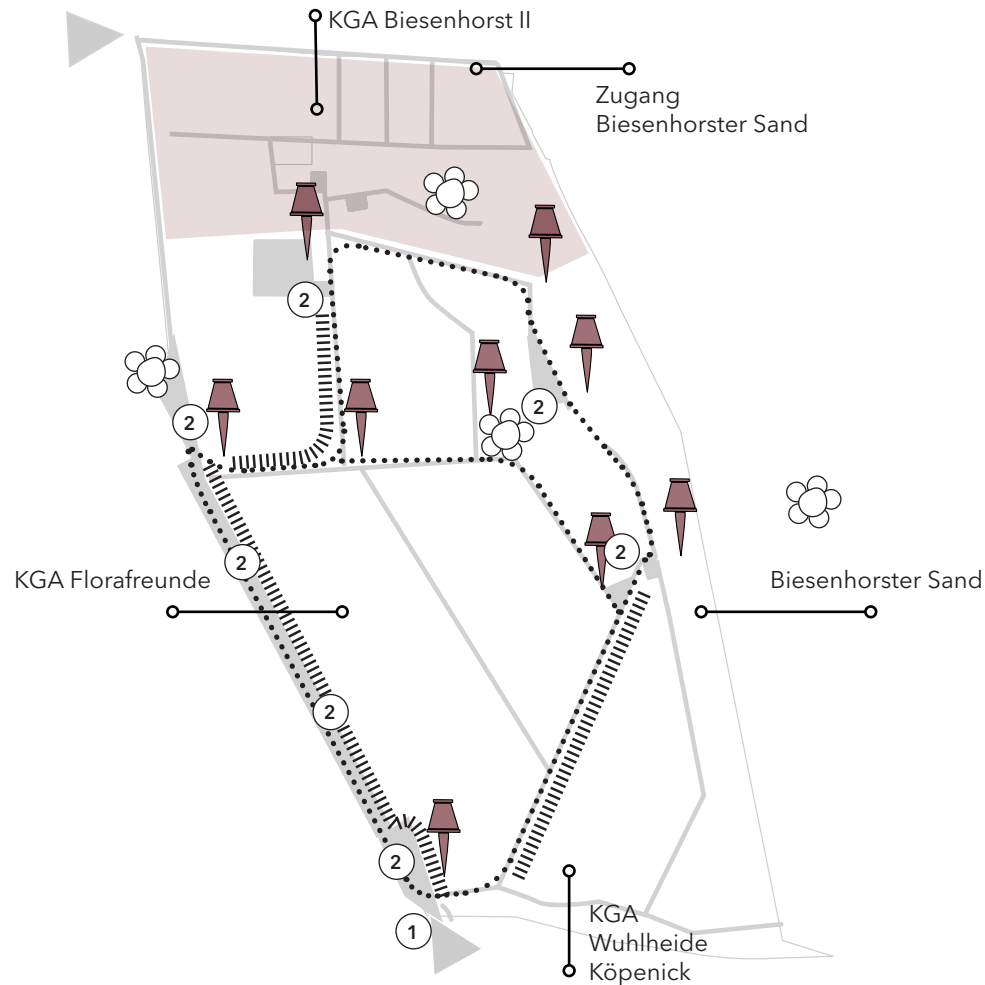 KGA Biesenhorst II
Zugang
Biesenhorster Sand
2
2
2
2
2
KGA Florafreunde
Biesenhorster Sand
2
2
1
KGA
Wuhlheide
Köpenick